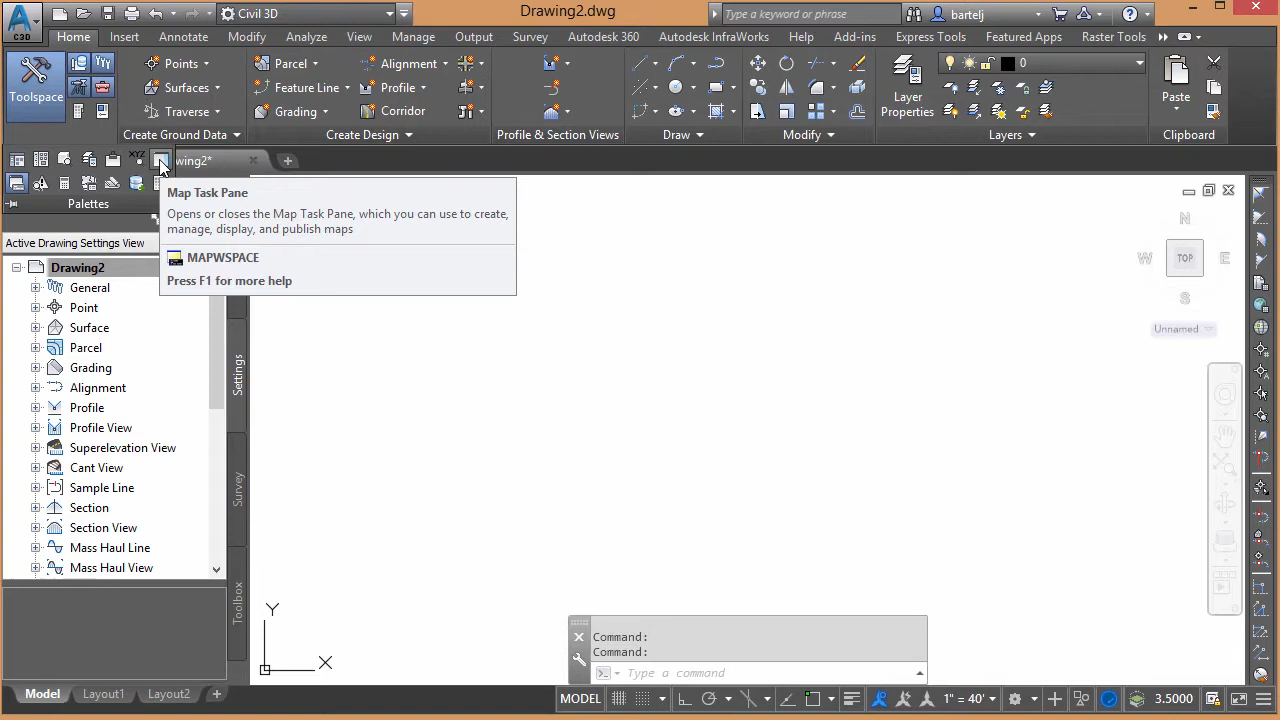 Civil 3D
Drawing2.dwg
Type a keyword or phrase
bartelj
C3D
Home
Insert
Annotate
Modify
Analyze
View
Manage
Output
Survey
Autodesk 360
Autodesk InfraWorks
Help
Add-ins
Express Tools
Featured Apps
Raster Tools
Toolspace
Points
Surfaces
Traverse
Create Ground Data
Parcel
Feature Line
Grading
Alignment
Profile
Corridor
Create Design
Profile & Section Views
Draw
Modify
Layer
Properties
0
Layers
Paste
Clipboard
XYZ
wing2*
Palettes
Map Task Pane
Opens or closes the Map Task Pane, which you can use to create,
manage, display, and publish maps
MAPWSPACE
Press F1 for more help
Active Drawing Settings View
Drawing2
General
Point
Surface
Parcel
Grading
Alignment
Profile
Profile View
Superelevation View
Cant View
Sample Line
Section
Section View
Mass Haul Line
Mass Haul View
Settings
Survey
Toolbox
N
W
TOP
E
S
Unnamed
Y
X
Command:
Command:
Type a command
Model
Layout1
Layout2
MODEL
1" = 40'
3.5000